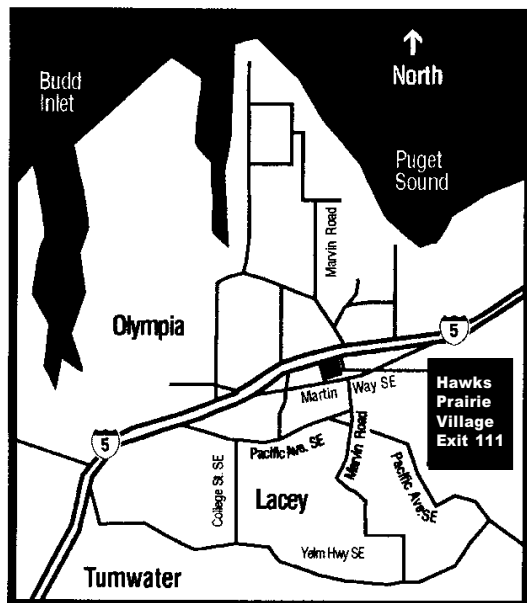 North
Budd
Inlet
Puget
Sound
Marvin Road
Olympia
5
Hawks
Prairie
Village
Exit 111
Martin Way SE
5
Pacific Ave. SE
College St. SE
Marvin Road
Pacific Ave. SE
Lacey
Yelm Hwy SE
Tumwater